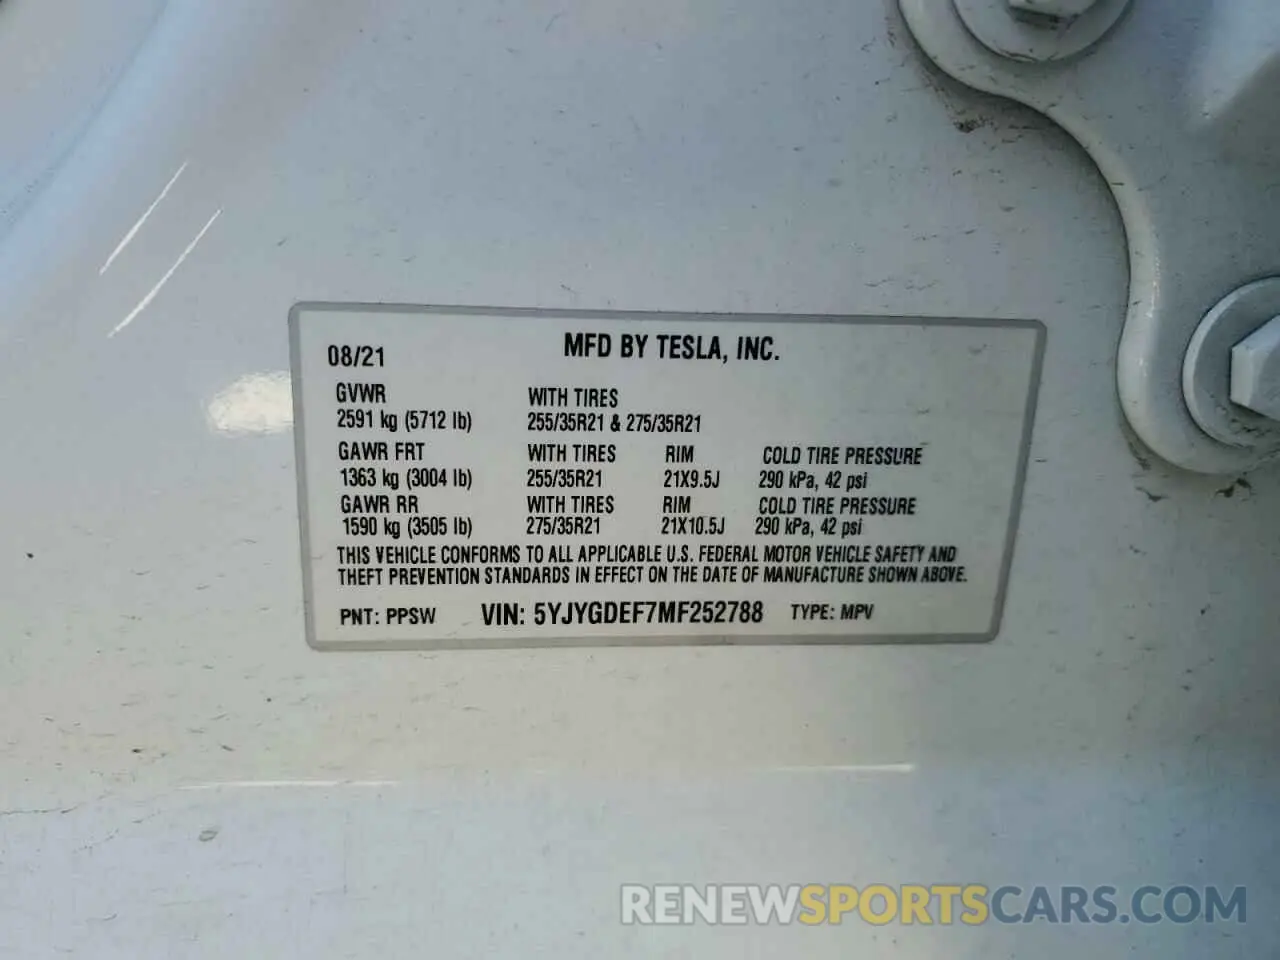 08/21 MFD BY TESLA, INC.
GVWR WITH TIRES
2591 kg (5712 lb) 255/35R21 & 275/35R21
GAWR FRT WITH TIRES RIM COLD TIRE PRESSURE
1363 kg (3004 lb) 255/35R21 21X9.5J 290 kPa, 42 psi
GAWR RR WITH TIRES RIM COLD TIRE PRESSURE
1590 kg (3505 lb) 275/35R21 21X10.5J 290 kPa, 42 psi
THIS VEHICLE CONFORMS TO ALL APPLICABLE U.S. FEDERAL MOTOR VEHICLE SAFETY AND
THEFT PREVENTION STANDARDS IN EFFECT ON THE DATE OF MANUFACTURE SHOWN ABOVE.
PNT: PPSW VIN: 5YJYGDEF7MF252788 TYPE: MPV
RENEWSPORTSCARS.COM